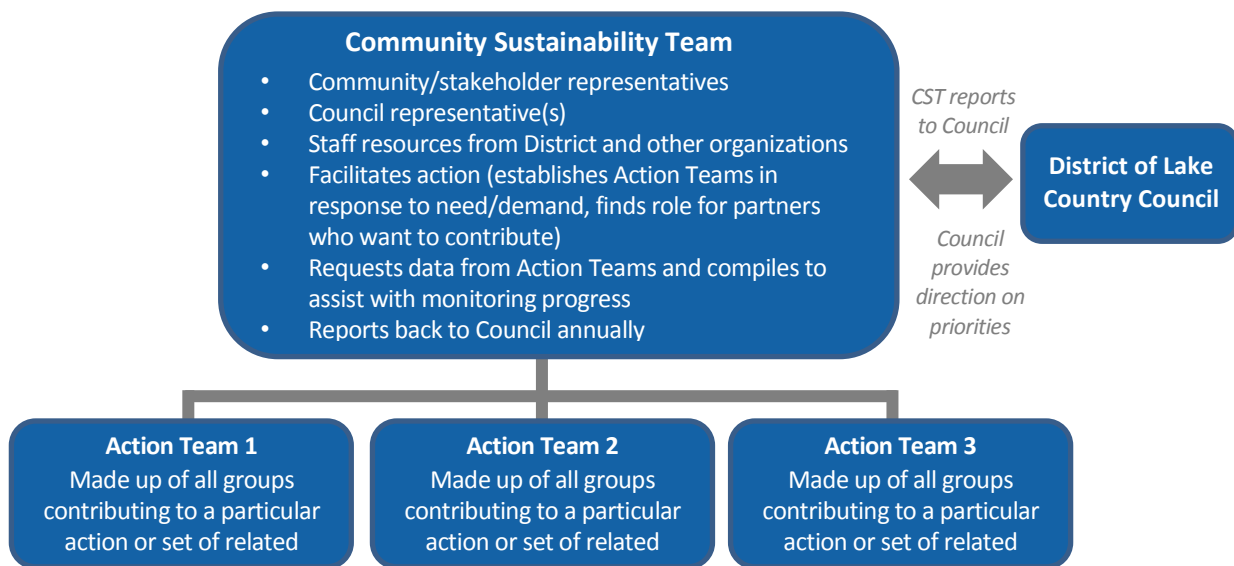 Community Sustainability Team
• Community/stakeholder representatives
• Council representative(s)
• Staff resources from District and other organizations
• Facilitates action (establishes Action Teams in
response to need/demand, finds role for partners
who want to contribute)
• Requests data from Action Teams and compiles to
assist with monitoring progress
• Reports back to Council annually
CST reports
to Council
Council
provides
direction on
priorities
District of Lake
Country Council
Action Team 1
Made up of all groups
contributing to a particular
action or set of related
Action Team 2
Made up of all groups
contributing to a particular
action or set of related
Action Team 3
Made up of all groups
contributing to a particular
action or set of related